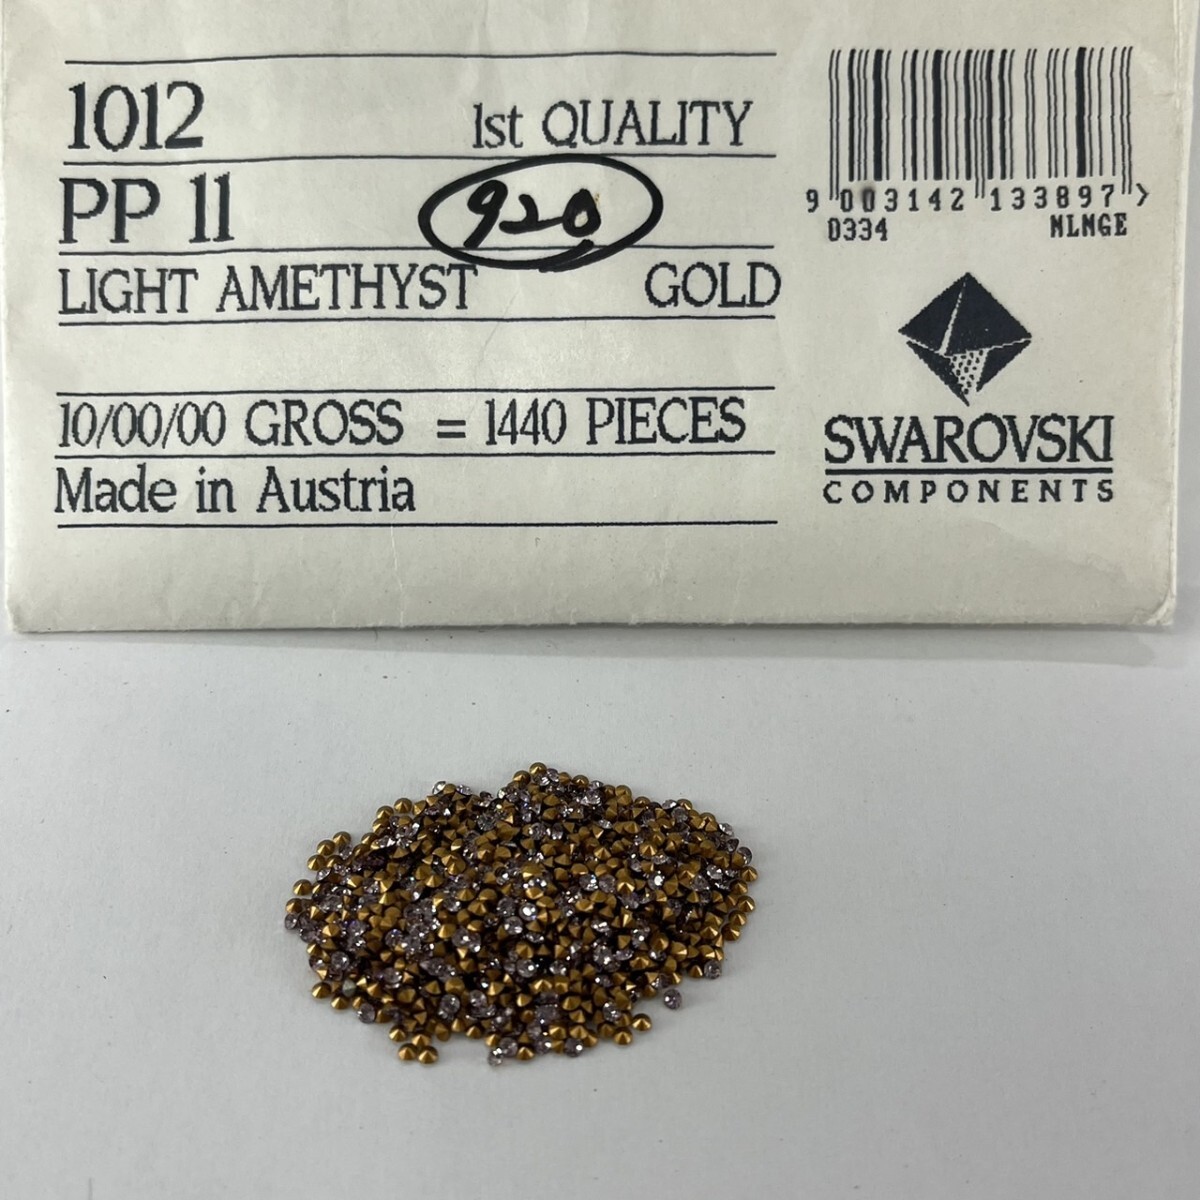 1012 1st QUALITY
PP 11 920
LIGHT AMETHYST GOLD
10/00/00 GROSS = 1440 PIECES
Made in Austria
9 003142 133897 >
0334 MLMGE
SWAROVSKI
COMPONENTS